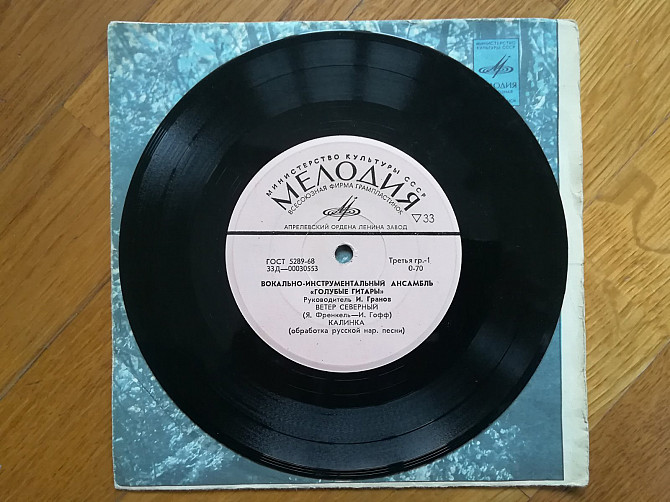 МИНИСТЕРСТВО
КУЛЬТУРЫ СССР
МЕЛОДИЯ
МИНИСТЕРСТВО КУЛЬТУРЫ СССР
МЕЛОДИЯ
ВСЕСОЮЗНАЯ ФИРМА ГРАМПЛАСТИНОК
▽33
АПРЕЛЕВСКИЙ ОРДЕНА ЛЕНИНА ЗАВОД
ГОСТ 5289-68 Третья гр.-1
33Д—00030553 0-70
ВОКАЛЬНО-ИНСТРУМЕНТАЛЬНЫЙ АНСАМБЛЬ
«ГОЛУБЫЕ ГИТАРЫ»
Руководитель И. Гранов
ВЕТЕР СЕВЕРНЫЙ
(Я. Френкель—И. Гофф)
КАЛИНКА
(обработка русской нар. песни)